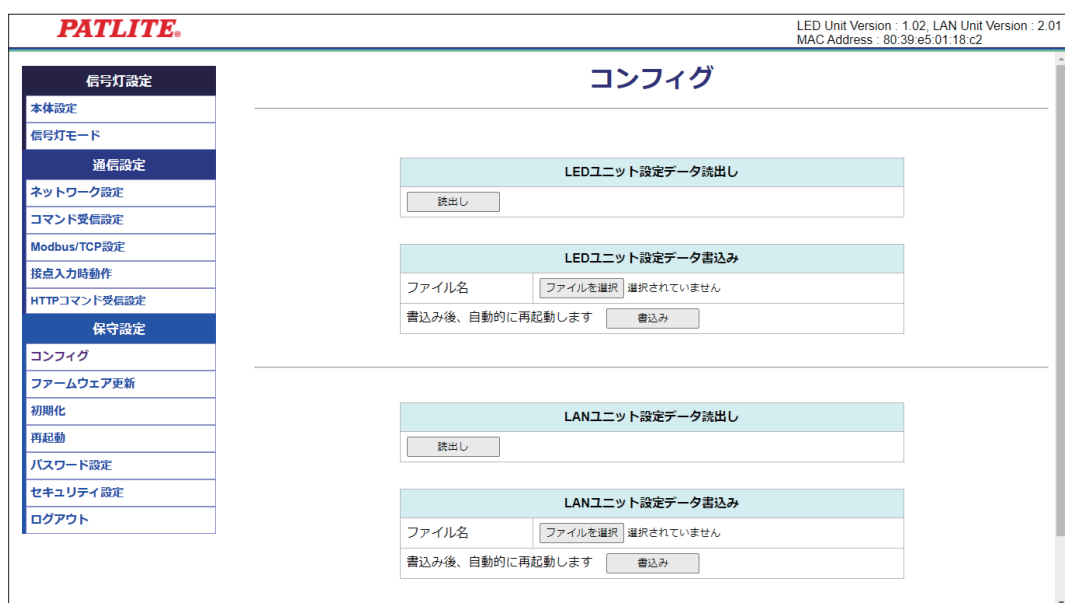 PATLITE®
LED Unit Version : 1.02, LAN Unit Version : 2.01
MAC Address : 80:39:e5:01:18:c2
信号灯設定
本体設定
信号灯モード
通信設定
ネットワーク設定
コマンド受信設定
Modbus/TCP設定
接点入力時動作
HTTPコマンド受信設定
保守設定
コンフィグ
ファームウェア更新
初期化
再起動
パスワード設定
セキュリティ設定
ログアウト
コンフィグ
LEDユニット設定データ読出し
読出し
LEDユニット設定データ書込み
ファイル名 ファイルを選択 選択されていません
書込み後、自動的に再起動します 書込み
LANユニット設定データ読出し
読出し
LANユニット設定データ書込み
ファイル名 ファイルを選択 選択されていません
書込み後、自動的に再起動します 書込み